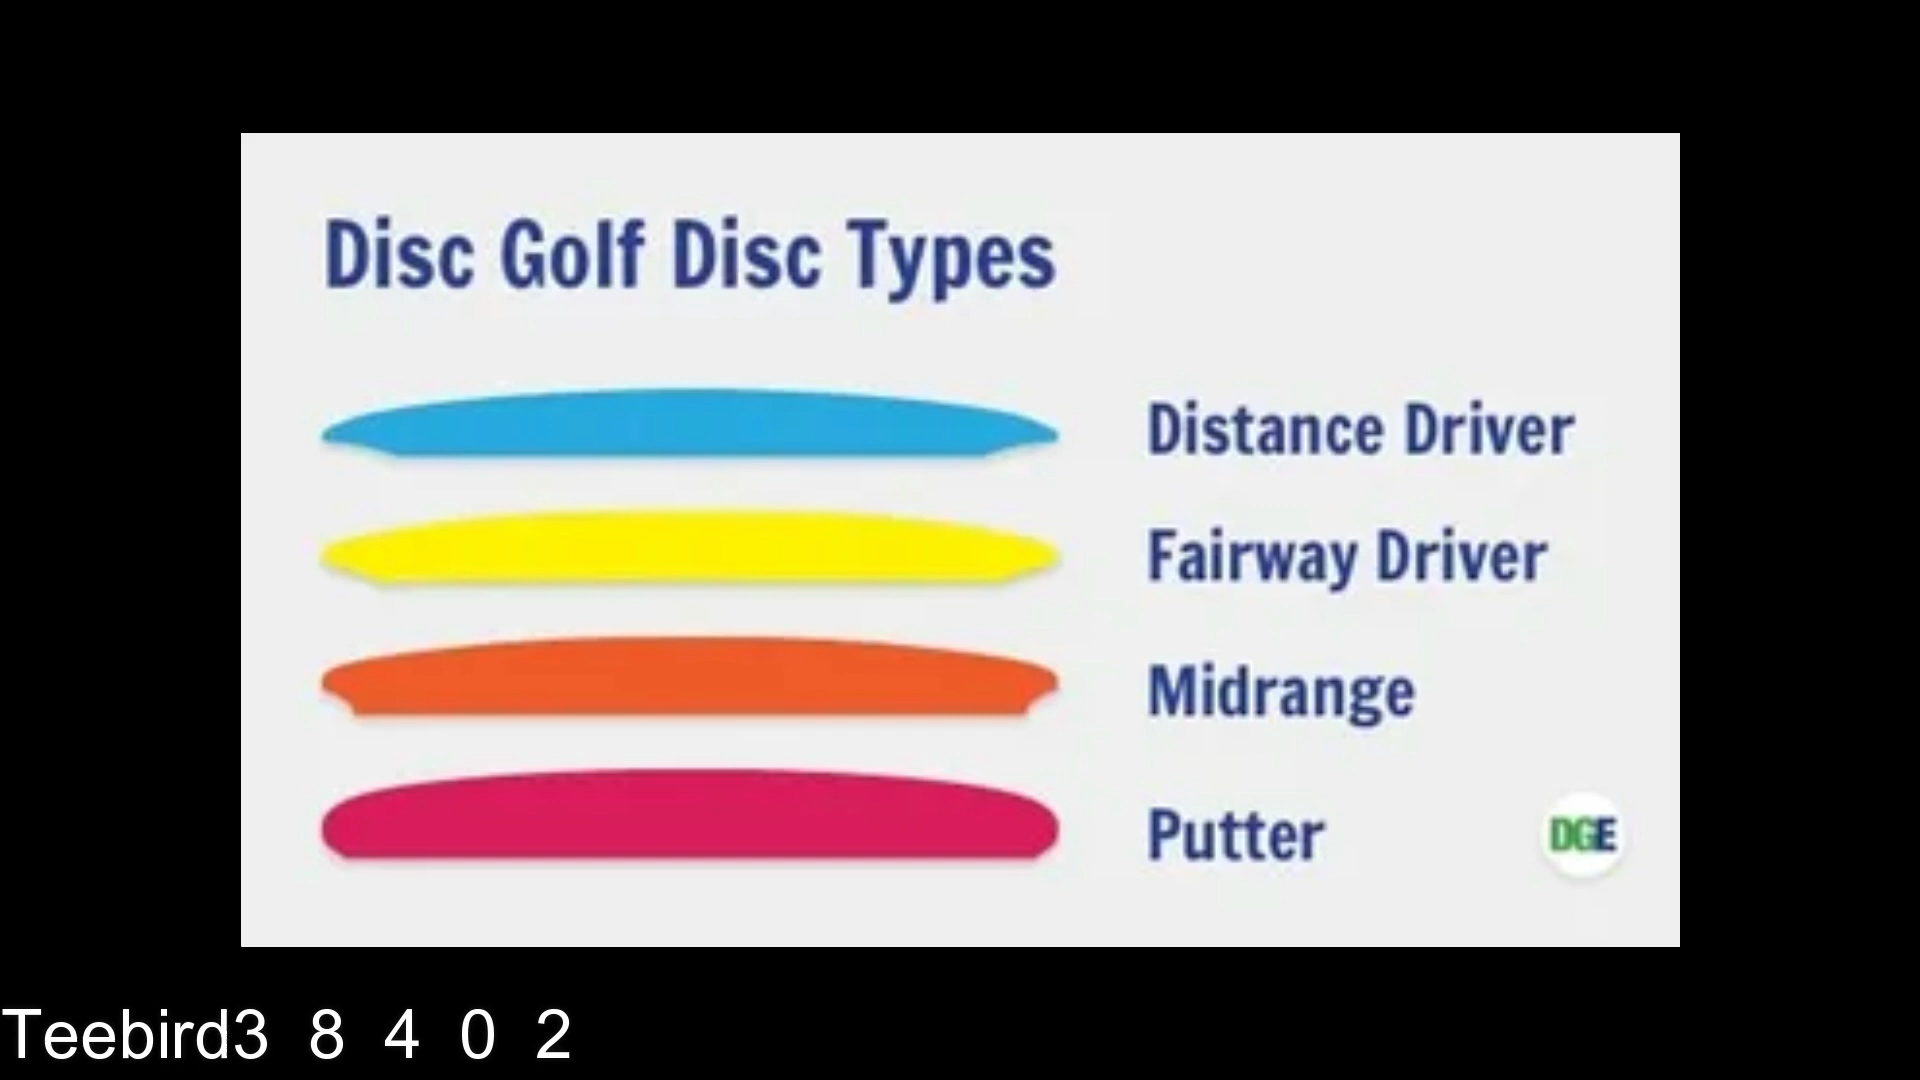 Disc Golf Disc Types
Distance Driver
Fairway Driver
Midrange
Putter
DGE
Teebird3 8 4 0 2